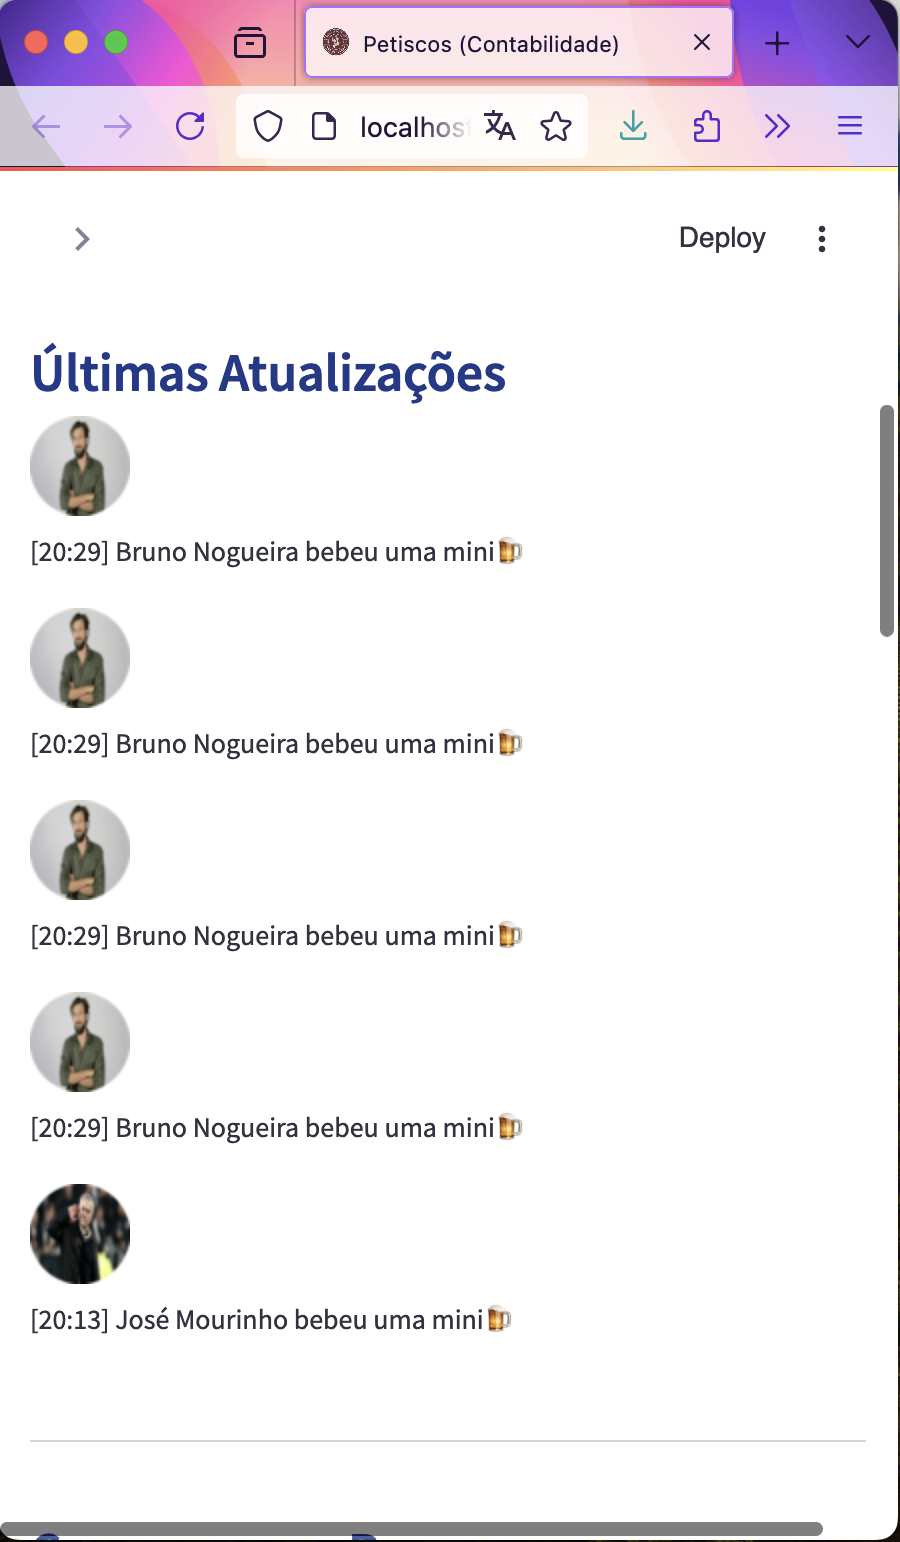 Petiscos (Contabilidade)
localhost
Deploy
Últimas Atualizações
[20:29] Bruno Nogueira bebeu uma mini🍺
[20:29] Bruno Nogueira bebeu uma mini🍺
[20:29] Bruno Nogueira bebeu uma mini🍺
[20:29] Bruno Nogueira bebeu uma mini🍺
[20:13] José Mourinho bebeu uma mini🍺